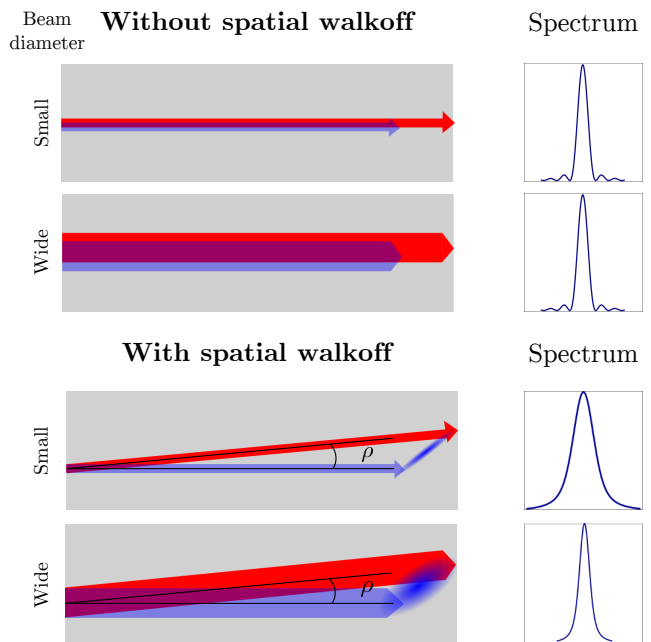 Beam diameter
Without spatial walkoff
Spectrum
Small
Wide
With spatial walkoff
Spectrum
Small
ρ
Wide
ρ